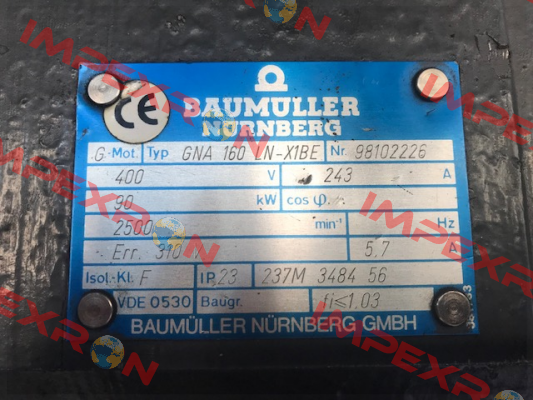 CE
BAUMÜLLER
NÜRNBERG
G-Mot. Typ GNA 160 LN-X1BE Nr. 98102226
400 V 243 A
90 kW cos φ.
2500 min⁻¹ Hz
Err. 310 5,7 A
Isol.-Kl. F IP 23 237M 3484 56
VDE 0530 Baugr. fi≤1.03
BAUMÜLLER NÜRNBERG GMBH
IMPEXRON